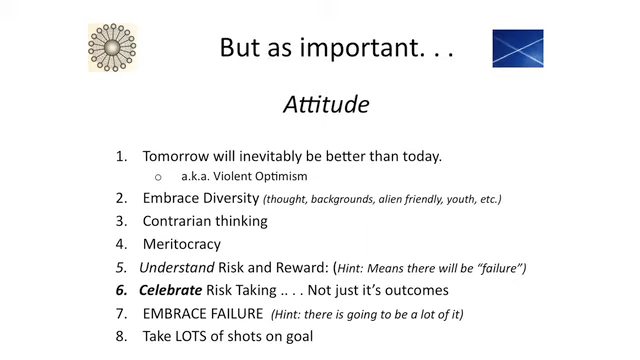 But as important. . .
Attitude
1. Tomorrow will inevitably be better than today.
o a.k.a. Violent Optimism
2. Embrace Diversity (thought, backgrounds, alien friendly, youth, etc.)
3. Contrarian thinking
4. Meritocracy
5. Understand Risk and Reward: (Hint: Means there will be “failure”)
6. Celebrate Risk Taking .. . . Not just it’s outcomes
7. EMBRACE FAILURE (Hint: there is going to be a lot of it)
8. Take LOTS of shots on goal